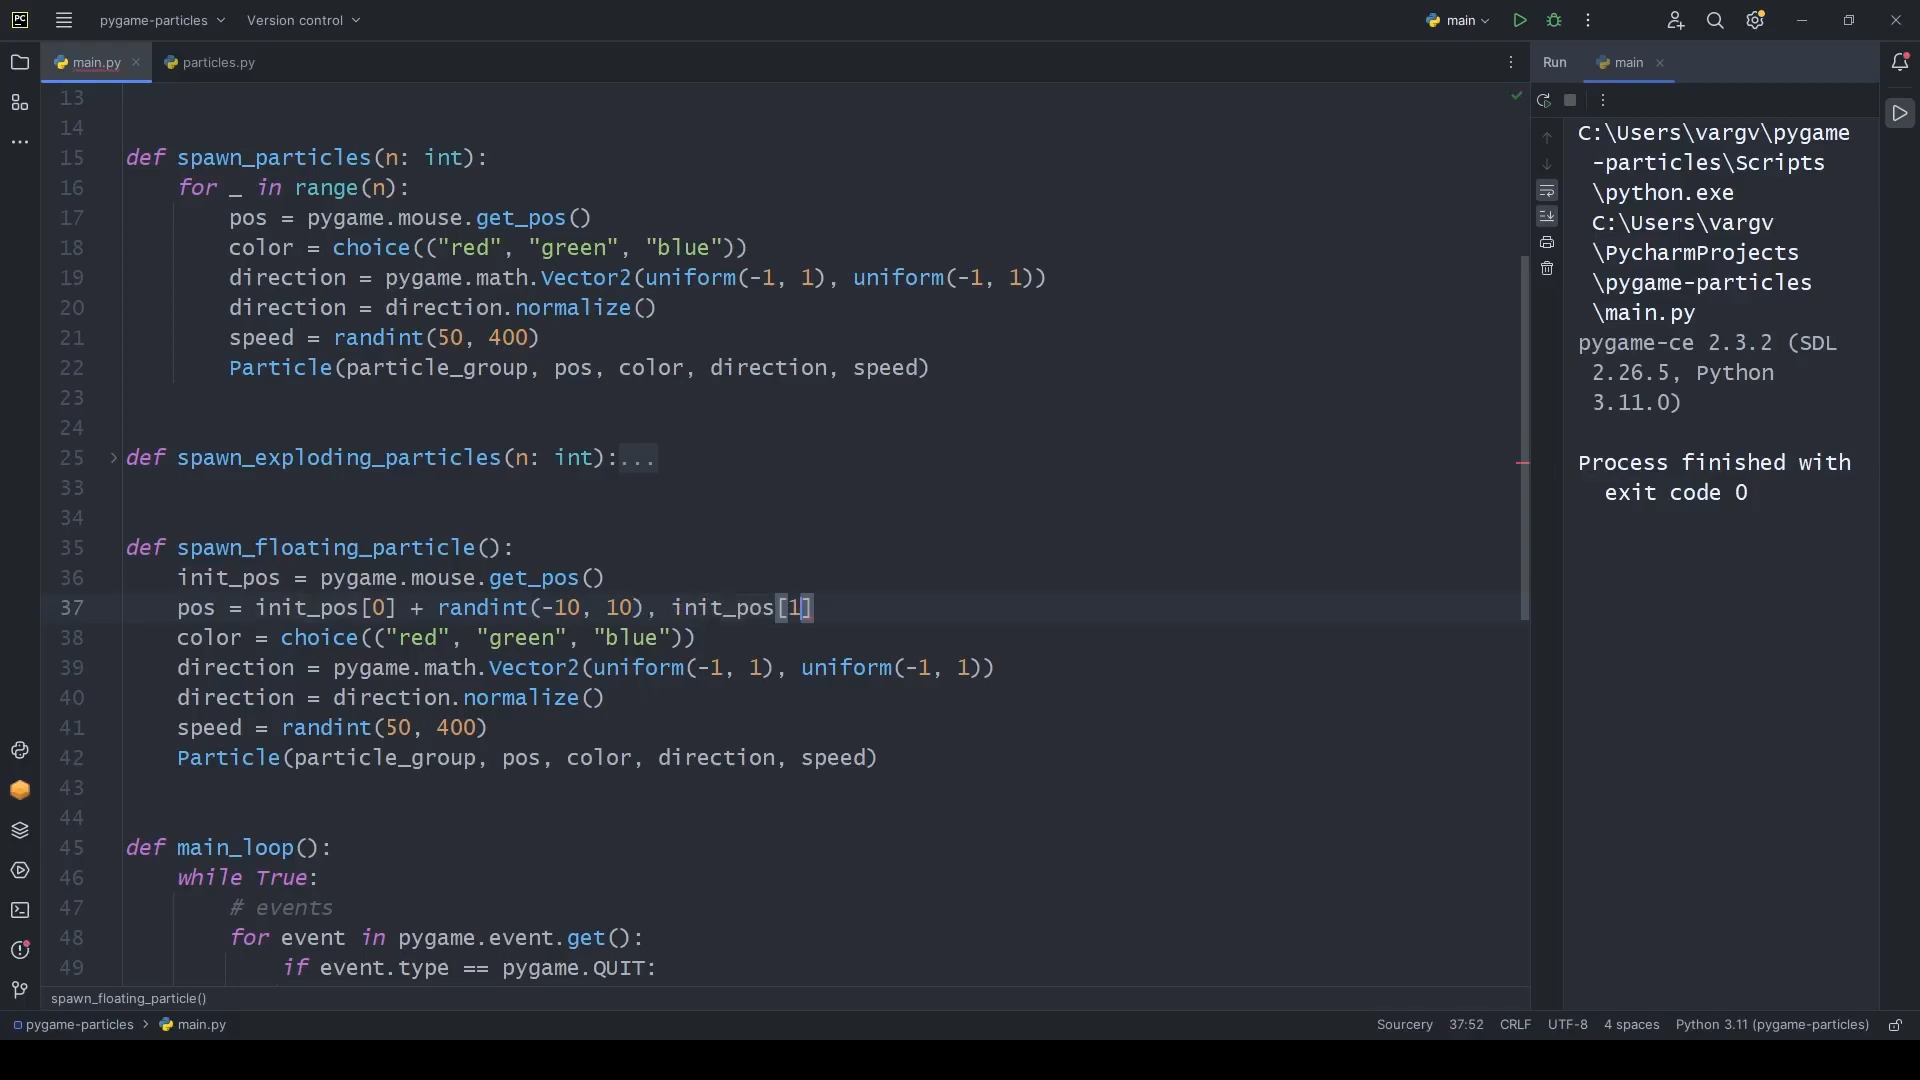 PC
pygame-particles
Version control
main
main.py
particles.py
Run
main
13
14
15 def spawn_particles(n: int):
16 for _ in range(n):
17 pos = pygame.mouse.get_pos()
18 color = choice(("red", "green", "blue"))
19 direction = pygame.math.Vector2(uniform(-1, 1), uniform(-1, 1))
20 direction = direction.normalize()
21 speed = randint(50, 400)
22 Particle(particle_group, pos, color, direction, speed)
23
24
25 def spawn_exploding_particles(n: int):...
33
34
35 def spawn_floating_particle():
36 init_pos = pygame.mouse.get_pos()
37 pos = init_pos[0] + randint(-10, 10), init_pos[1]
38 color = choice(("red", "green", "blue"))
39 direction = pygame.math.Vector2(uniform(-1, 1), uniform(-1, 1))
40 direction = direction.normalize()
41 speed = randint(50, 400)
42 Particle(particle_group, pos, color, direction, speed)
43
44
45 def main_loop():
46 while True:
47 # events
48 for event in pygame.event.get():
49 if event.type == pygame.QUIT:
C:\Users\vargv\pygame
-particles\Scripts
\python.exe
C:\Users\vargv
\PycharmProjects
\pygame-particles
\main.py
pygame-ce 2.3.2 (SDL
2.26.5, Python
3.11.0)
Process finished with
exit code 0
spawn_floating_particle()
pygame-particles
main.py
Sourcery
37:52
CRLF
UTF-8
4 spaces
Python 3.11 (pygame-particles)